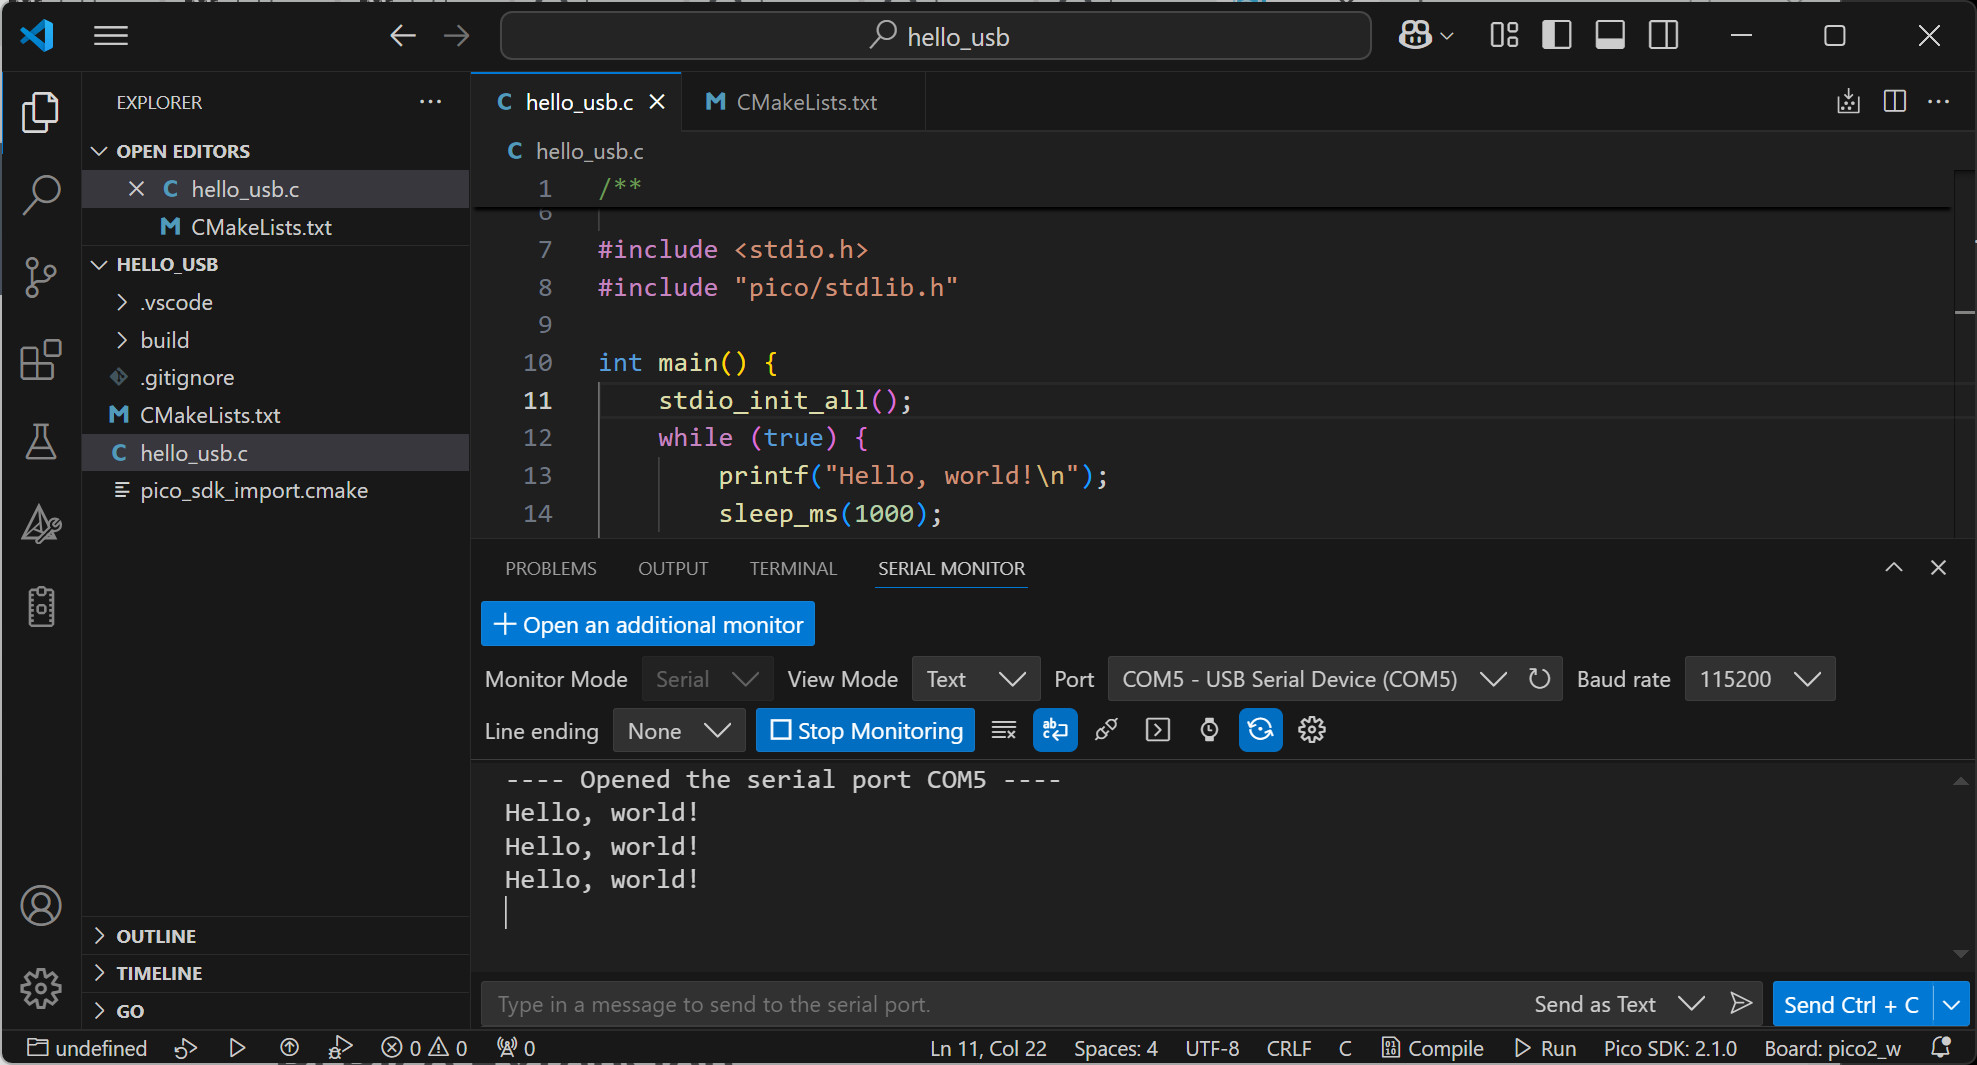 hello_usb
EXPLORER
OPEN EDITORS
C hello_usb.c
M CMakeLists.txt
HELLO_USB
.vscode
build
.gitignore
M CMakeLists.txt
C hello_usb.c
pico_sdk_import.cmake
OUTLINE
TIMELINE
GO
C hello_usb.c
M CMakeLists.txt
C hello_usb.c
1 /**
6
7 #include <stdio.h>
8 #include "pico/stdlib.h"
9
10 int main() {
11 stdio_init_all();
12 while (true) {
13 printf("Hello, world!\n");
14 sleep_ms(1000);
PROBLEMS OUTPUT TERMINAL SERIAL MONITOR
Open an additional monitor
Monitor Mode Serial View Mode Text Port COM5 - USB Serial Device (COM5) Baud rate 115200
Line ending None Stop Monitoring
---- Opened the serial port COM5 ----
Hello, world!
Hello, world!
Hello, world!
Type in a message to send to the serial port. Send as Text Send Ctrl + C
undefined 0 0 0 Ln 11, Col 22 Spaces: 4 UTF-8 CRLF C Compile Run Pico SDK: 2.1.0 Board: pico2_w